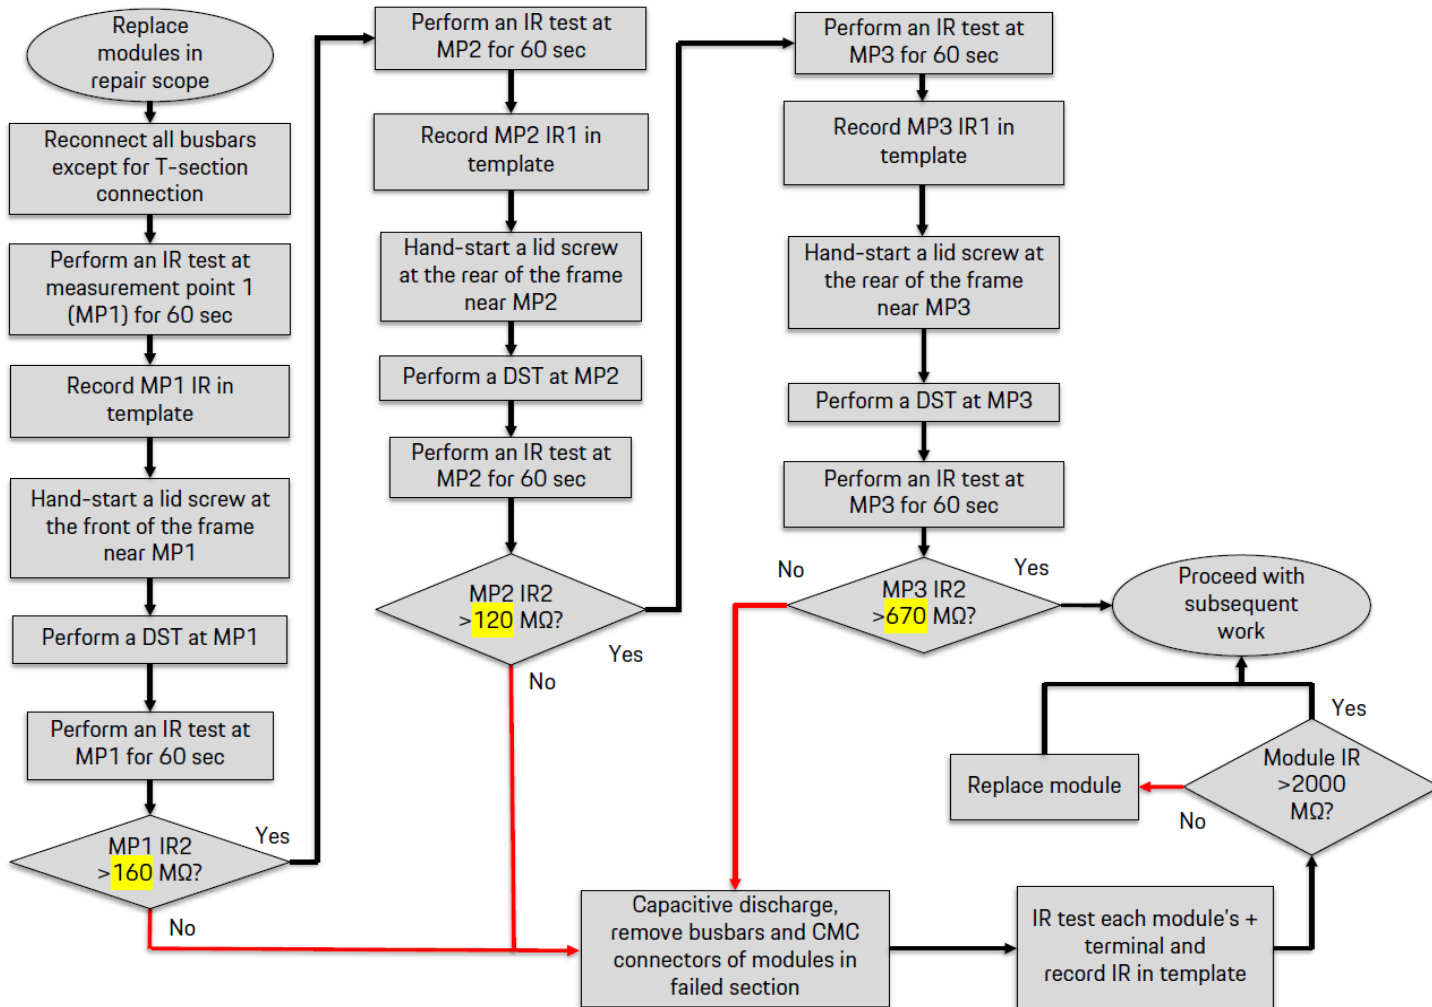 Replace
modules in
repair scope
Reconnect all busbars
except for T-section
connection
Perform an IR test at
measurement point 1
(MP1) for 60 sec
Record MP1 IR in
template
Hand-start a lid screw at
the front of the frame
near MP1
Perform a DST at MP1
Perform an IR test at
MP1 for 60 sec
MP1 IR2
>160 MΩ?
Yes
No
Perform an IR test at
MP2 for 60 sec
Record MP2 IR1 in
template
Hand-start a lid screw
at the rear of the frame
near MP2
Perform a DST at MP2
Perform an IR test at
MP2 for 60 sec
MP2 IR2
>120 MΩ?
Yes
No
Perform an IR test at
MP3 for 60 sec
Record MP3 IR1 in
template
Hand-start a lid screw
at the rear of the frame
near MP3
Perform a DST at MP3
Perform an IR test at
MP3 for 60 sec
No
MP3 IR2
>670 MΩ?
Yes
Proceed with
subsequent
work
Capacitive discharge,
remove busbars and CMC
connectors of modules in
failed section
IR test each module's +
terminal and
record IR in template
Module IR
>2000
MΩ?
Yes
No
Replace module